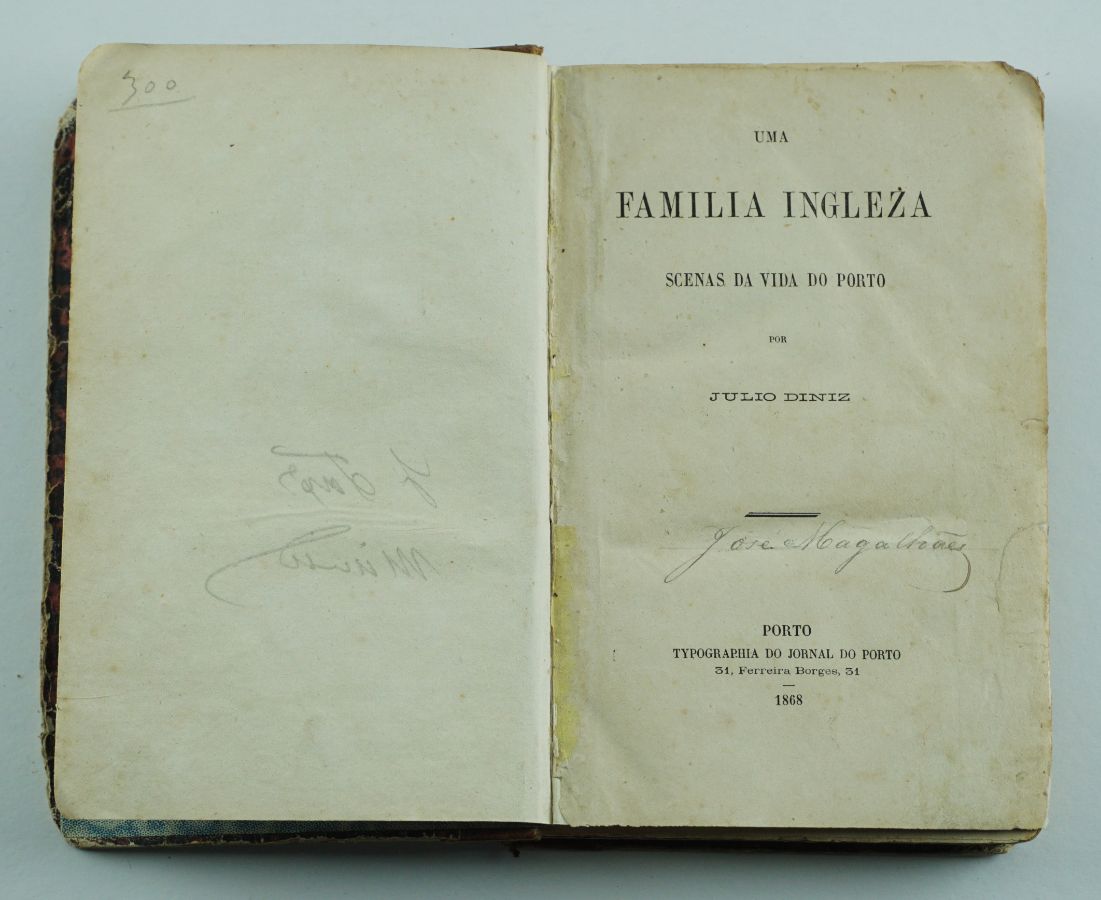 300
UMA
FAMILIA INGLEZA
SCENAS DA VIDA DO PORTO
POR
JULIO DINIZ
Jose Magalhães
PORTO
TYPOGRAPHIA DO JORNAL DO PORTO
31, Ferreira Borges, 31
1868